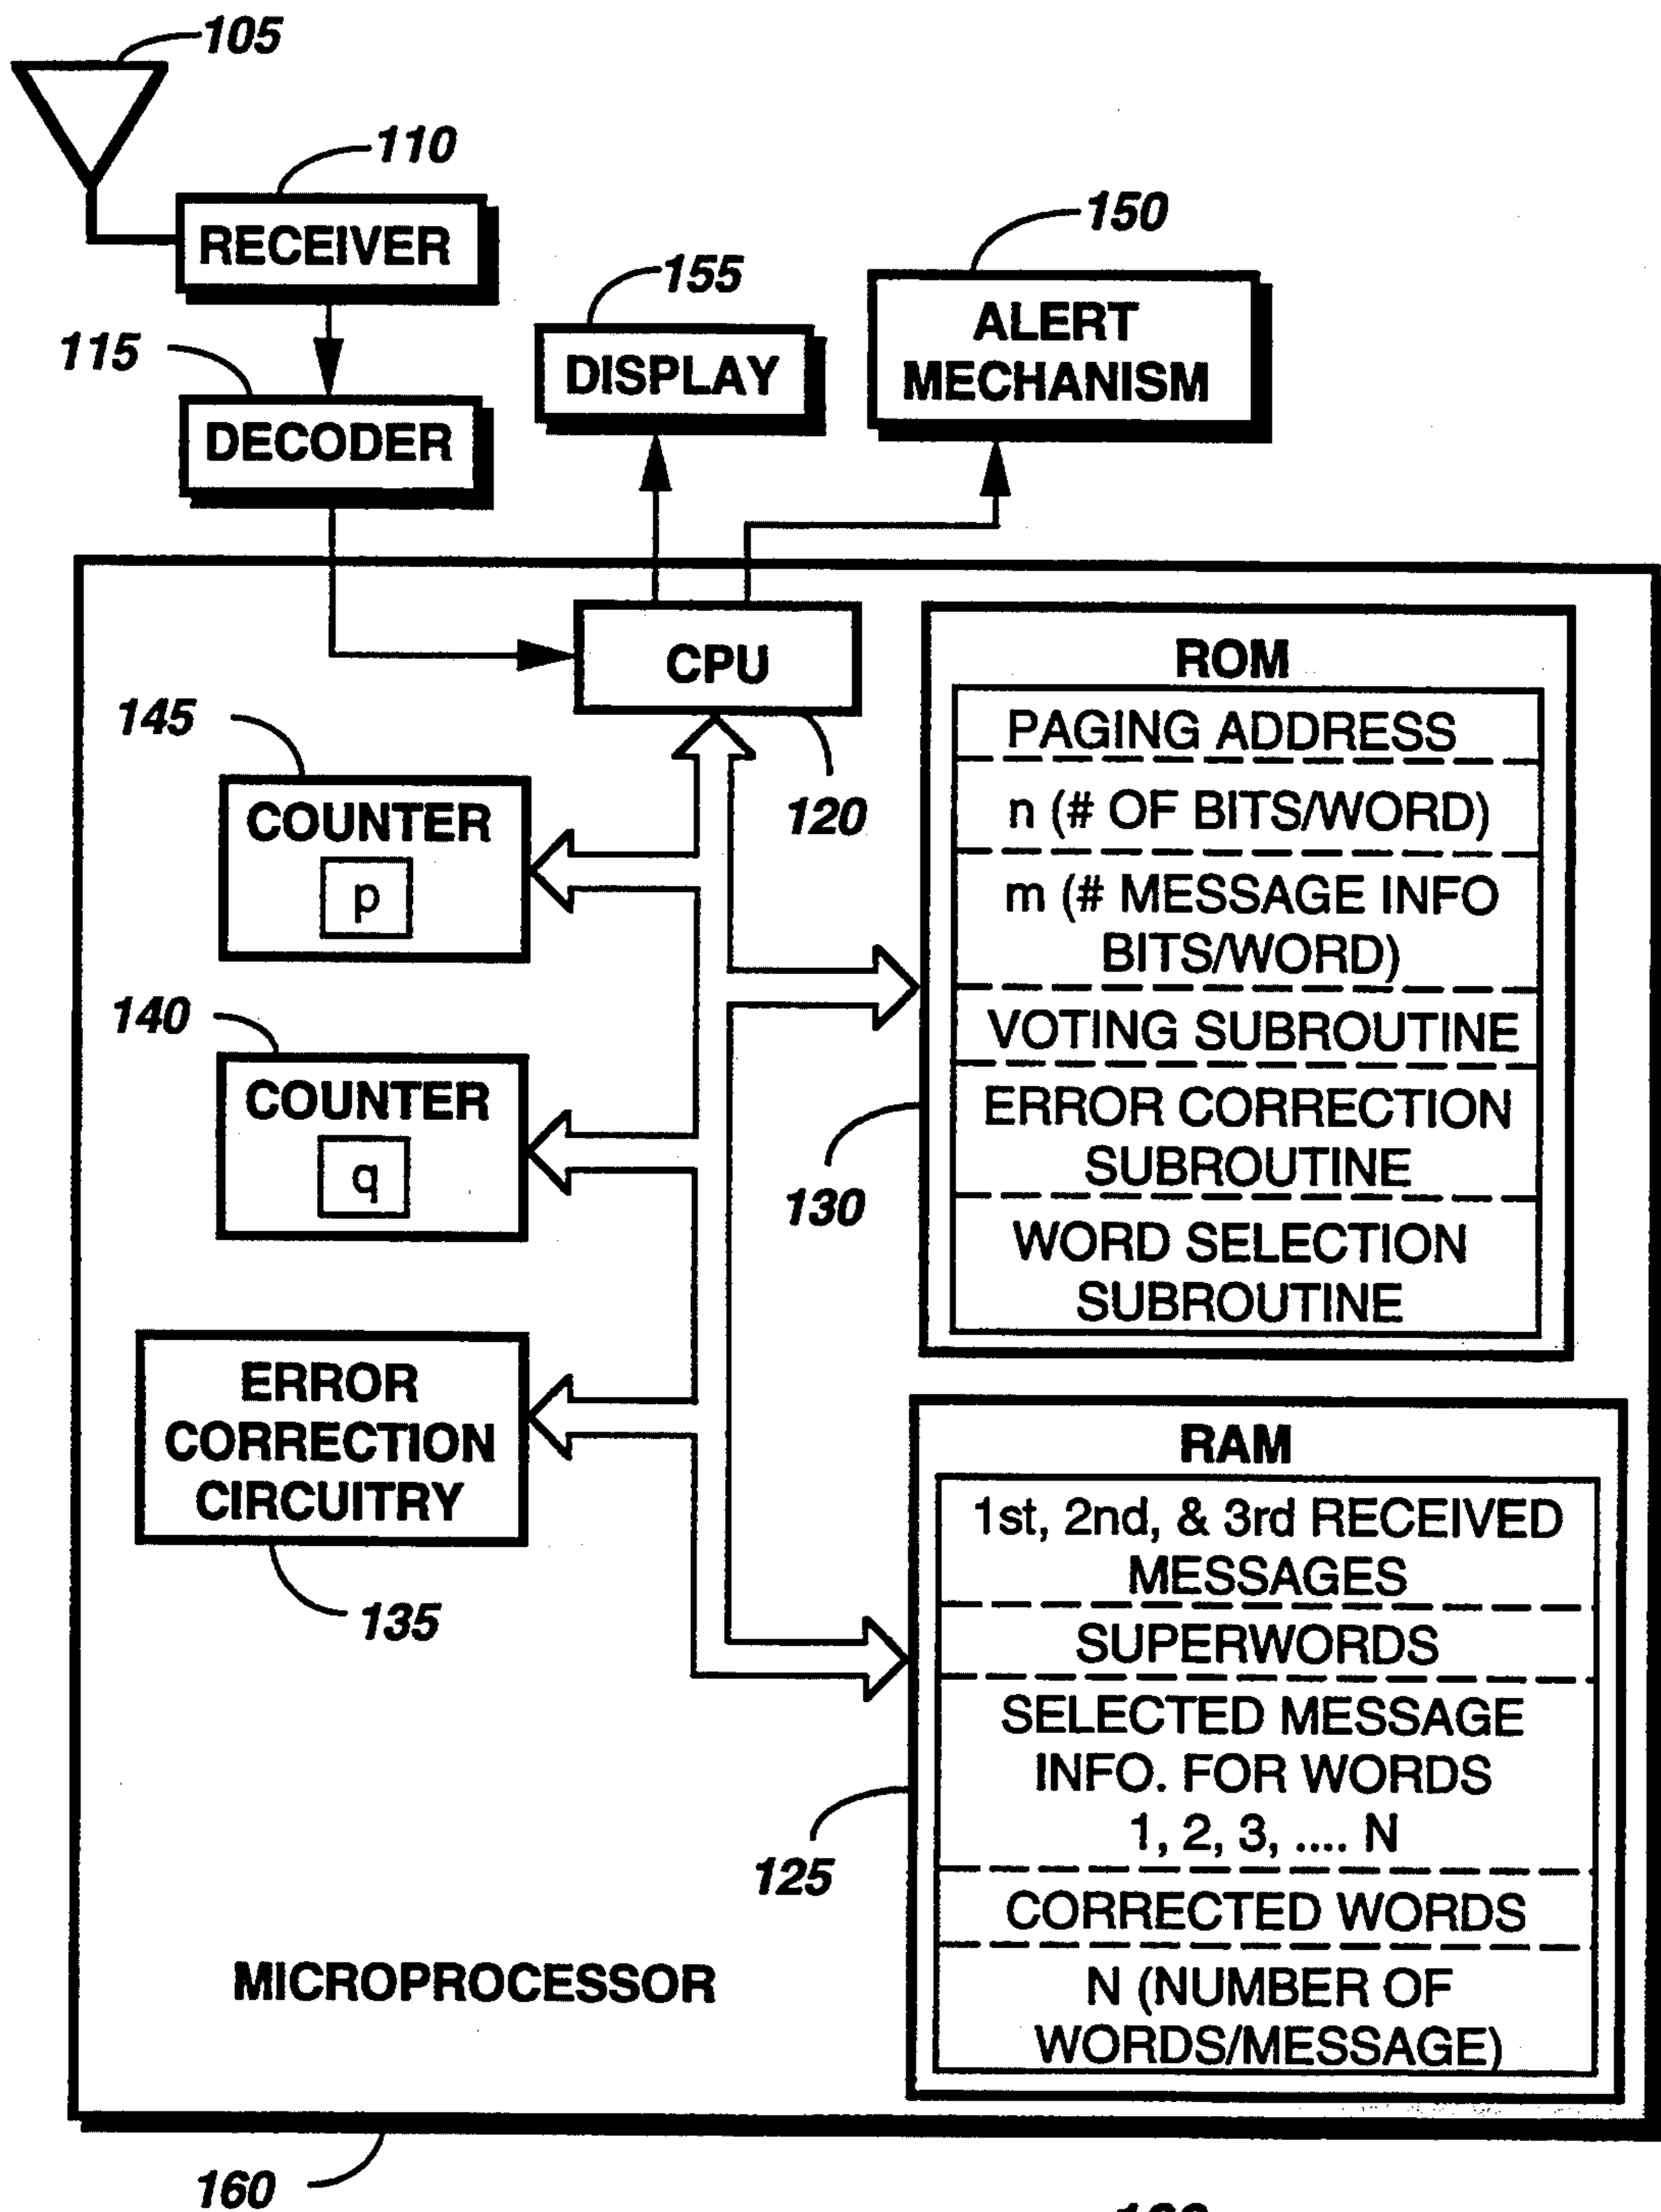 105
110
RECEIVER
150
155
ALERT
MECHANISM
115
DISPLAY
DECODER
CPU
120
145
COUNTER
p
140
COUNTER
q
ERROR
CORRECTION
CIRCUITRY
135
ROM
PAGING ADDRESS
n (# OF BITS/WORD)
m (# MESSAGE INFO
BITS/WORD)
VOTING SUBROUTINE
ERROR CORRECTION
SUBROUTINE
WORD SELECTION
SUBROUTINE
130
RAM
1st, 2nd, & 3rd RECEIVED
MESSAGES
SUPERWORDS
SELECTED MESSAGE
INFO. FOR WORDS
1, 2, 3, .... N
CORRECTED WORDS
N (NUMBER OF
WORDS/MESSAGE)
125
MICROPROCESSOR
160